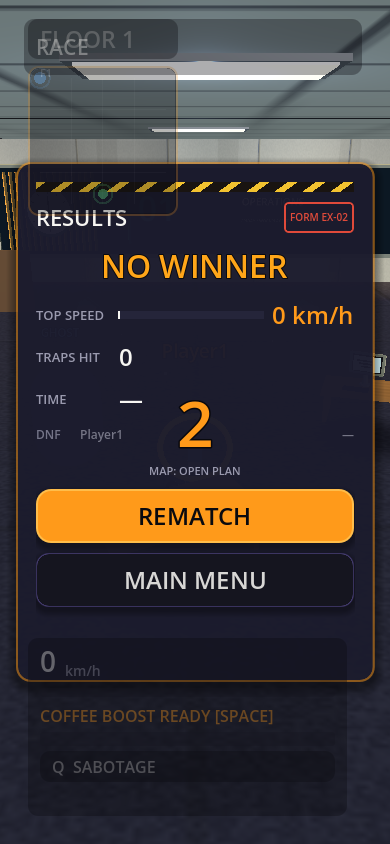 FLOOR 1
RACE
F1
RESULTS
FORM EX-02
NO WINNER
TOP SPEED 0 km/h
TRAPS HIT 0
TIME —
2
DNF Player1 —
MAP: OPEN PLAN
REMATCH
MAIN MENU
0 km/h
COFFEE BOOST READY [SPACE]
Q SABOTAGE